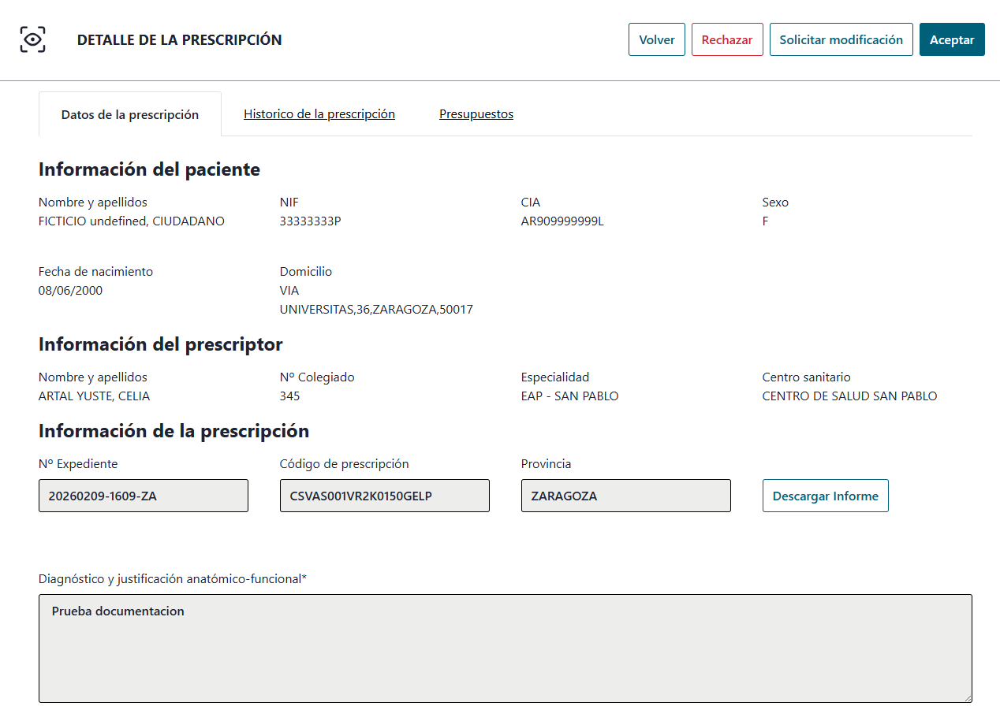 DETALLE DE LA PRESCRIPCIÓN
Volver
Rechazar
Solicitar modificación
Aceptar
Datos de la prescripción
Historico de la prescripción
Presupuestos
Información del paciente
Nombre y apellidos
FICTICIO undefined, CIUDADANO
NIF
33333333P
CIA
AR909999999L
Sexo
F
Fecha de nacimiento
08/06/2000
Domicilio
VIA
UNIVERSITAS,36,ZARAGOZA,50017
Información del prescriptor
Nombre y apellidos
ARTAL YUSTE, CELIA
Nº Colegiado
345
Especialidad
EAP - SAN PABLO
Centro sanitario
CENTRO DE SALUD SAN PABLO
Información de la prescripción
Nº Expediente
20260209-1609-ZA
Código de prescripción
CSVAS001VR2K0150GELP
Provincia
ZARAGOZA
Descargar Informe
Diagnóstico y justificación anatómico-funcional*
Prueba documentacion